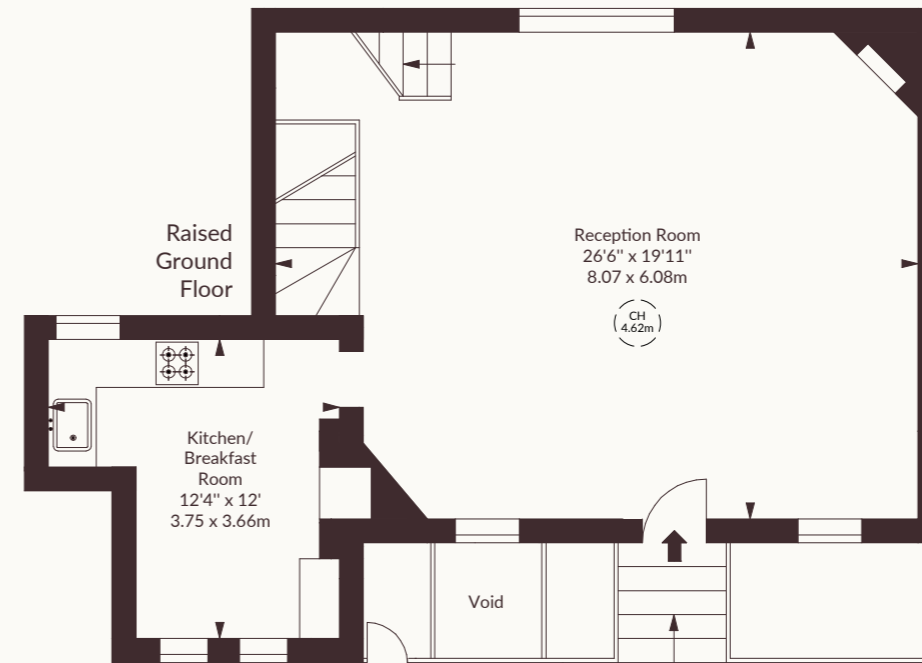 Raised
Ground
Floor
Reception Room
26'6" x 19'11"
8.07 x 6.08m
CH
4.62m
Kitchen/
Breakfast
Room
12'4" x 12'
3.75 x 3.66m
Void